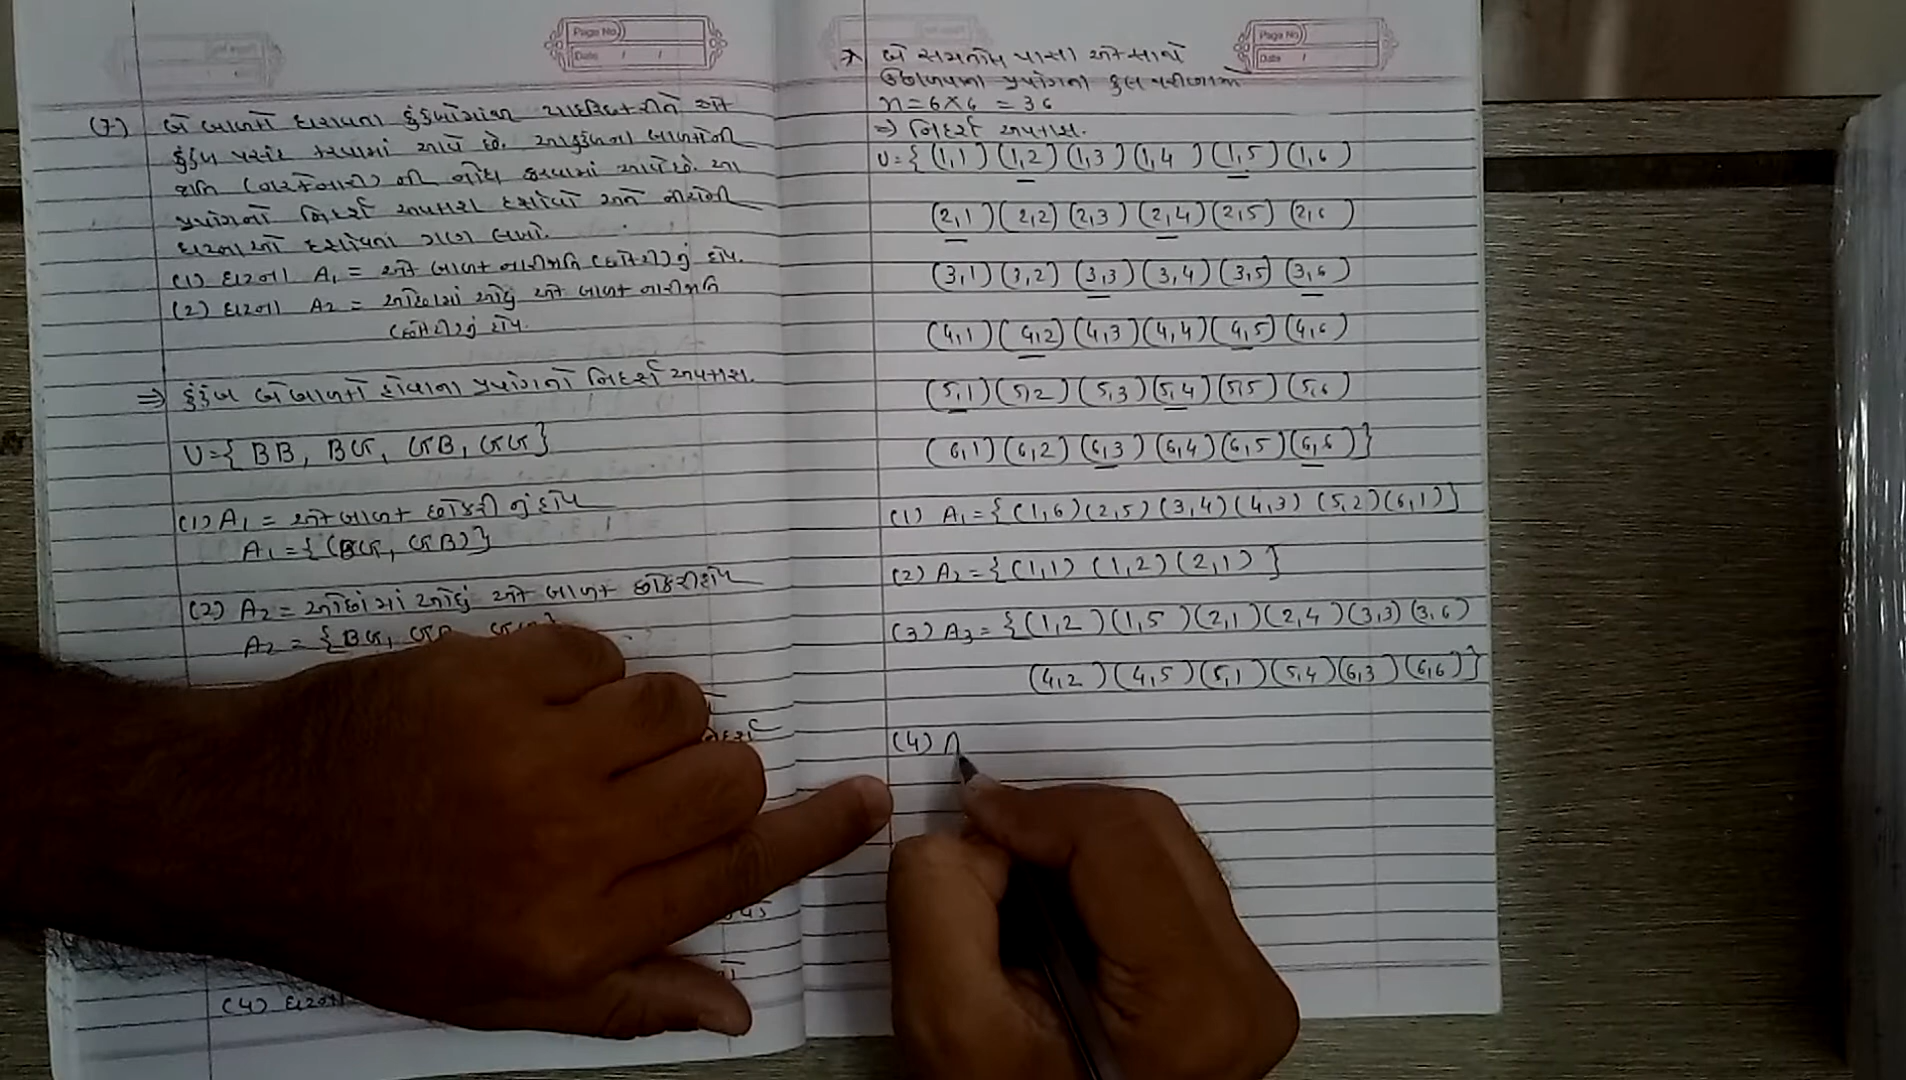 Page No.
Date / /
(7) બે બાળકો ધરાવતા કુંટુંબોમાંથી યાદચ્છિક રીતે એક
કુંટુંબ પસંદ કરવામાં આવે છે. આ કુંટુંબના બાળકોની
જાતિ (નર કે નારી) ની નોંધ કરવામાં આવે છે. આ
પ્રયોગનો નિદર્શ અવકાશ દર્શાવો અને નીચેની
ઘટનાઓ દર્શાવતા ગણ લખો.
(1) ઘટના A1 = એક બાળક નારીજાતિ (છોકરી)નું હોય.
(2) ઘટના A2 = ઓછામાં ઓછું એક બાળક નારીજાતિ
(છોકરી)નું હોય.
⇒ કુંટુંબ બે બાળકો હોવાના પ્રયોગનો નિદર્શ અવકાશ.
U = { BB, BG, GB, GG }
(1) A1 = એક બાળક છોકરી નું હોય
A1 = { (BG, GB) }
(2) A2 = ઓછાંમાં ઓછું એક બાળક છોકરી હોય
A2 = { BG,
(4) ઘટના
Page No.
Date /
બે સમતોલ પાસા એક સાથે
ઉછાળવાના પ્રયોગના કુલ પરીણામ
n = 6 × 6 = 36
⇒ નિદર્શ અવકાશ.
U = { (1,1) (1,2) (1,3) (1,4) (1,5) (1,6)
(2,1) (2,2) (2,3) (2,4) (2,5) (2,6)
(3,1) (3,2) (3,3) (3,4) (3,5) (3,6)
(4,1) (4,2) (4,3) (4,4) (4,5) (4,6)
(5,1) (5,2) (5,3) (5,4) (5,5) (5,6)
(6,1) (6,2) (6,3) (6,4) (6,5) (6,6) }
(1) A1 = { (1,6) (2,5) (3,4) (4,3) (5,2) (6,1) }
(2) A2 = { (1,1) (1,2) (2,1) }
(3) A3 = { (1,2) (1,5) (2,1) (2,4) (3,3) (3,6)
(4,2) (4,5) (5,1) (5,4) (6,3) (6,6) }
(4) A